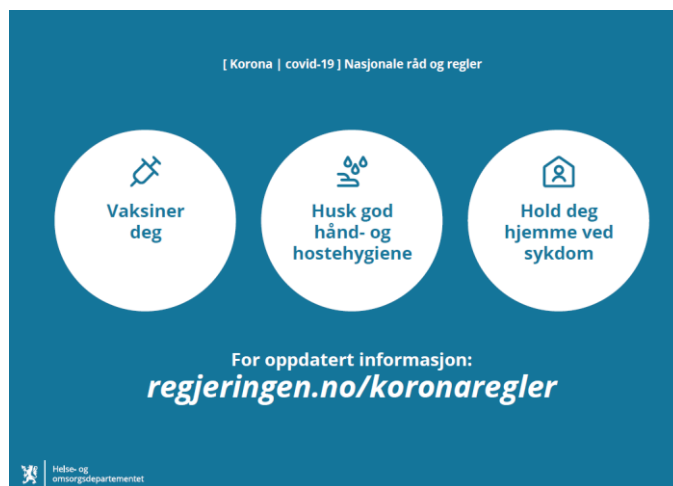 [ Korona | covid-19 ] Nasjonale råd og regler
Vaksiner
deg
Husk god
hånd- og
hostehygiene
Hold deg
hjemme ved
sykdom
For oppdatert informasjon:
regjeringen.no/koronaregler
Helse- og
omsorgsdepartementet